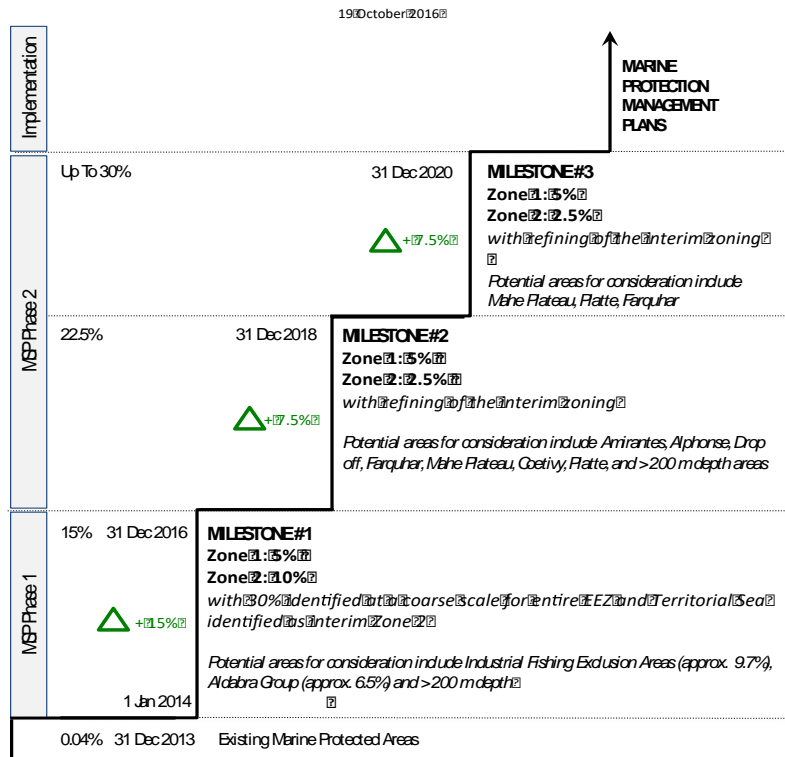 19 October 2016
Implementation
MARINE
PROTECTION
MANAGEMENT
PLANS
MSP Phase 2
Up To 30%
31 Dec 2020
+ 7.5%
MILESTONE #3
Zone 1: 5%
Zone 2: 2.5%
with refining of the interim zoning
Potential areas for consideration include
Mahe Plateau, Platte, Farquhar
22.5%
31 Dec 2018
+ 7.5%
MILESTONE #2
Zone 1: 5%
Zone 2: 2.5%
with refining of the interim zoning
Potential areas for consideration include Amirantes, Alphonse, Drop
off, Farquhar, Mahe Plateau, Coetivy, Platte, and >200 m depth areas
MSP Phase 1
15%
31 Dec 2016
+ 15%
1 Jan 2014
MILESTONE #1
Zone 1: 5%
Zone 2: 10%
with 30% identified at a coarse scale for entire EEZ and Territorial Sea
identified as Interim Zone 2
Potential areas for consideration include Industrial Fishing Exclusion Areas (approx. 9.7%),
Aldabra Group (approx. 6.5%) and >200 m depth
0.04% 31 Dec 2013 Existing Marine Protected Areas